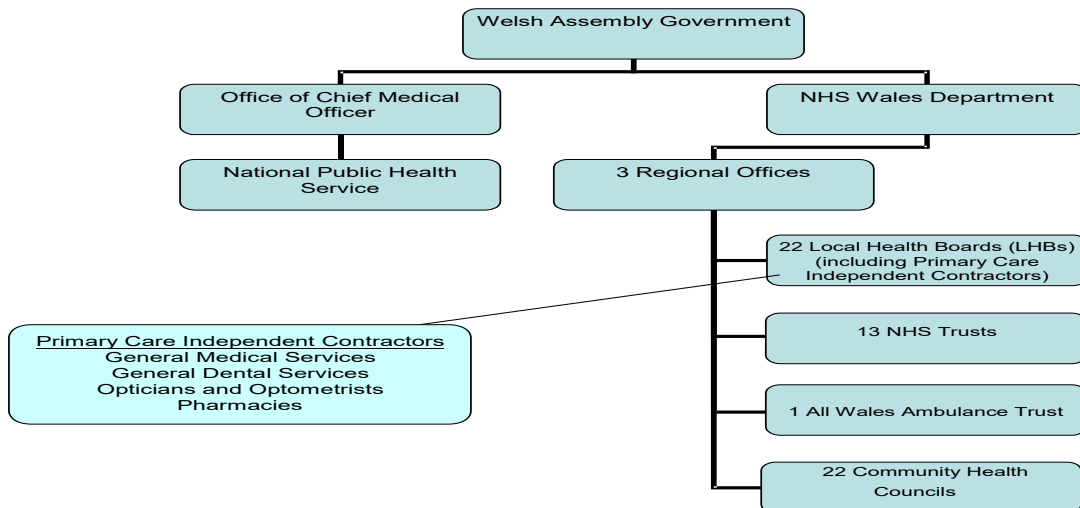 Welsh Assembly Government
Office of Chief Medical
Officer
NHS Wales Department
National Public Health
Service
3 Regional Offices
22 Local Health Boards (LHBs)
(including Primary Care
Independent Contractors)
Primary Care Independent Contractors
General Medical Services
General Dental Services
Opticians and Optometrists
Pharmacies
13 NHS Trusts
1 All Wales Ambulance Trust
22 Community Health
Councils